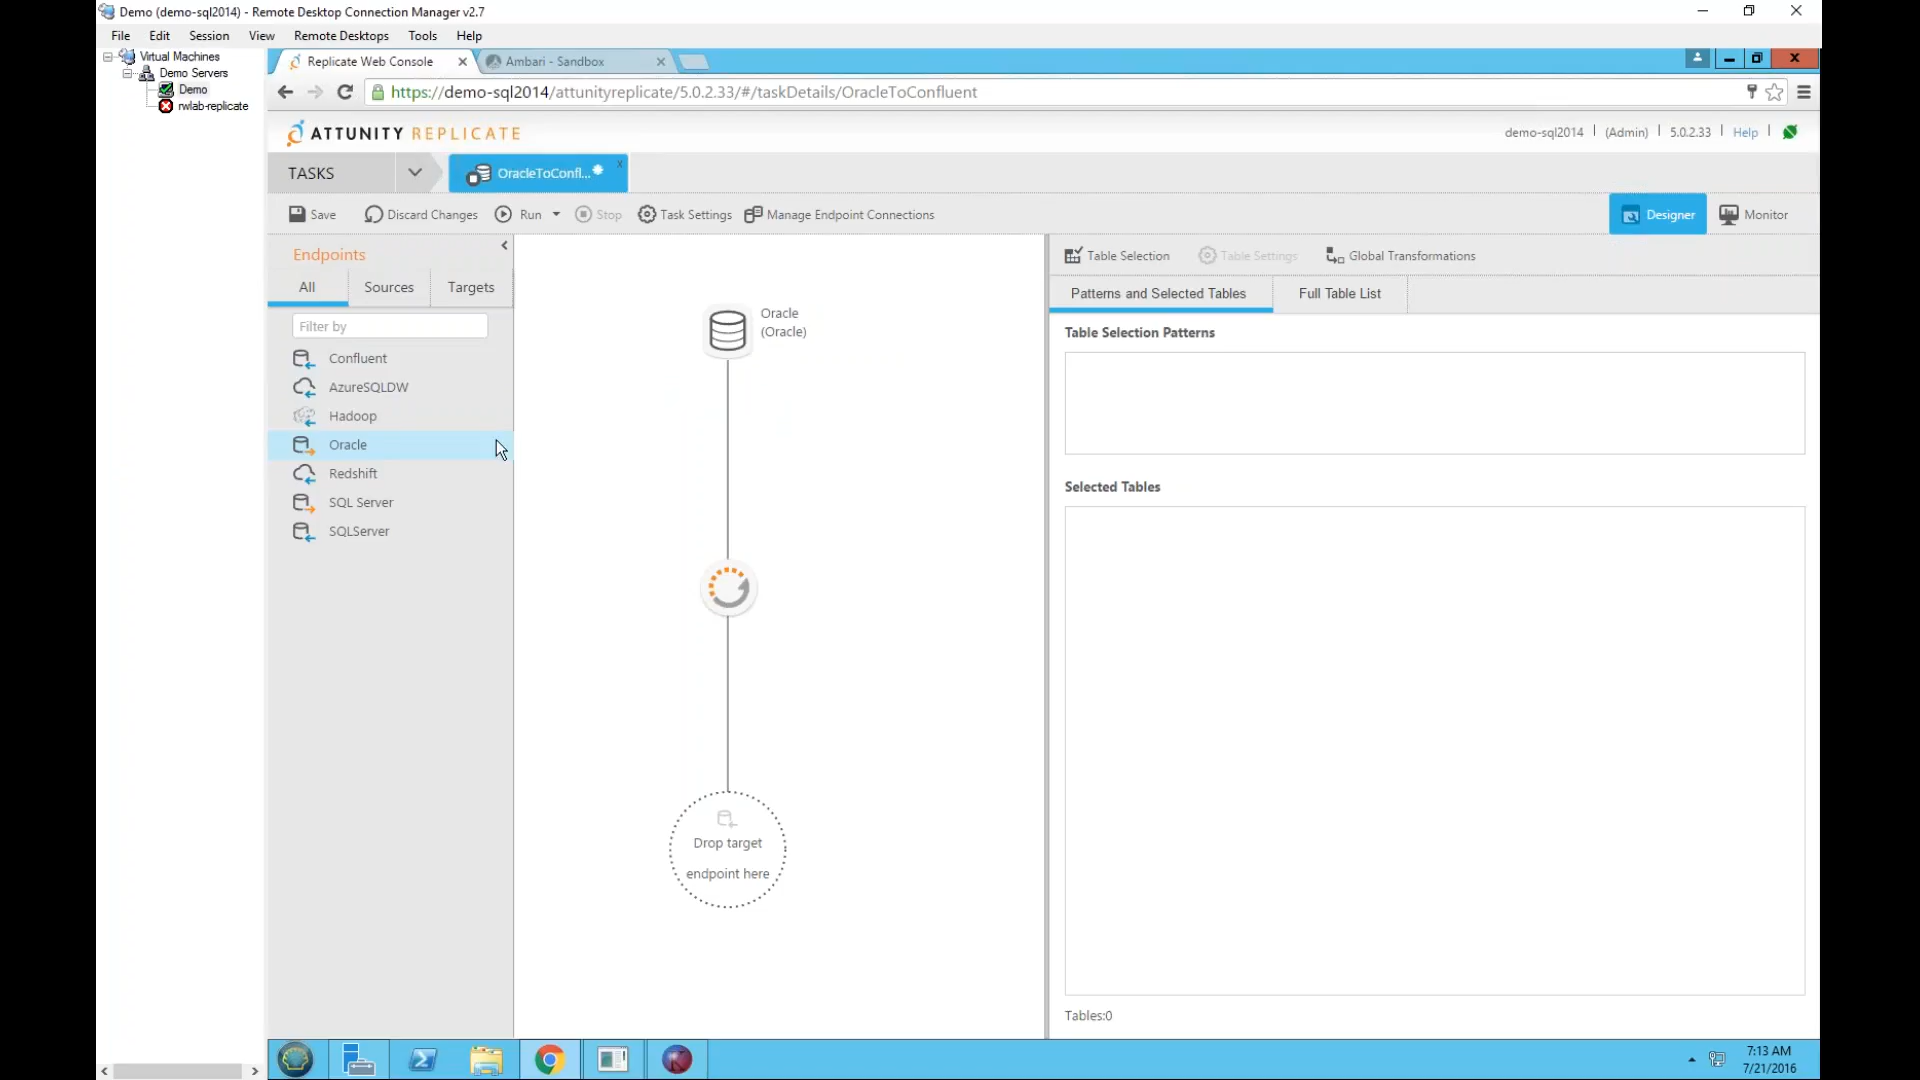 Demo (demo-sql2014) - Remote Desktop Connection Manager v2.7
File Edit Session View Remote Desktops Tools Help
Virtual Machines
Demo Servers
Demo
rwlab-replicate
Replicate Web Console
Ambari - Sandbox
https://demo-sql2014/attunityreplicate/5.0.2.33/#/taskDetails/OracleToConfluent
ATTUNITY REPLICATE
demo-sql2014 | (Admin) | 5.0.2.33 | Help |
TASKS
OracleToConfl...
x
Save Discard Changes Run Stop Task Settings Manage Endpoint Connections
Designer Monitor
Endpoints
All Sources Targets
Filter by
Confluent
AzureSQLDW
Hadoop
Oracle
Redshift
SQL Server
SQLServer
Oracle
(Oracle)
Drop target
endpoint here
Table Selection Table Settings Global Transformations
Patterns and Selected Tables Full Table List
Table Selection Patterns
Selected Tables
Tables:0
7:13 AM
7/21/2016